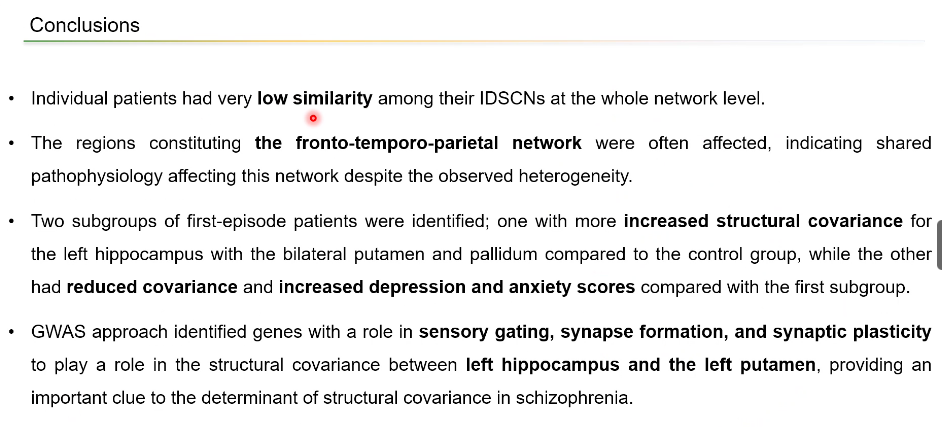 Conclusions
• Individual patients had very low similarity among their IDSCNs at the whole network level.
• The regions constituting the fronto-temporo-parietal network were often affected, indicating shared
pathophysiology affecting this network despite the observed heterogeneity.
• Two subgroups of first-episode patients were identified; one with more increased structural covariance for
the left hippocampus with the bilateral putamen and pallidum compared to the control group, while the other
had reduced covariance and increased depression and anxiety scores compared with the first subgroup.
• GWAS approach identified genes with a role in sensory gating, synapse formation, and synaptic plasticity
to play a role in the structural covariance between left hippocampus and the left putamen, providing an
important clue to the determinant of structural covariance in schizophrenia.